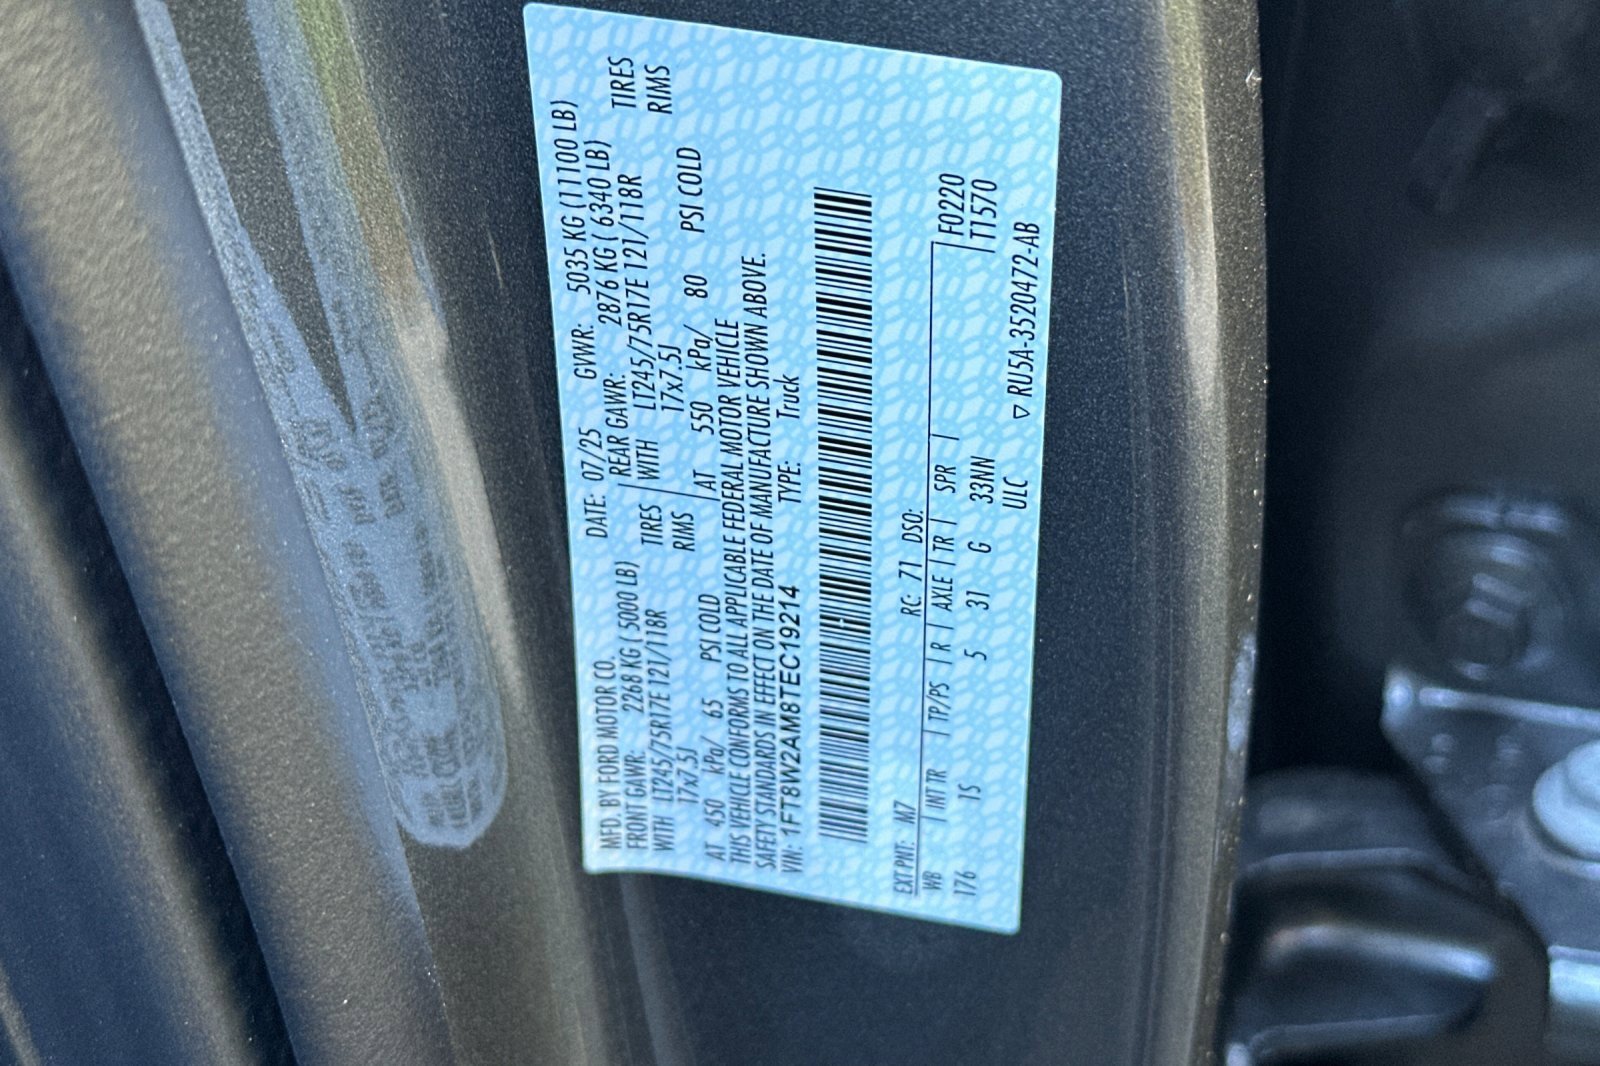 MFD. BY FORD MOTOR CO. DATE: 07/25 GVWR: 5035 KG (11100 LB)
FRONT GAWR: 2268 KG ( 5000 LB) REAR GAWR: 2876 KG ( 6340 LB)
WITH LT245/75R17E 121/118R TIRES WITH LT245/75R17E 121/118R TIRES
17x7.5J RIMS 17x7.5J RIMS
AT 450 kPa/ 65 PSI COLD AT 550 kPa/ 80 PSI COLD
THIS VEHICLE CONFORMS TO ALL APPLICABLE FEDERAL MOTOR VEHICLE
SAFETY STANDARDS IN EFFECT ON THE DATE OF MANUFACTURE SHOWN ABOVE.
VIN: 1FT8W2AM8TEC19214 TYPE: Truck
EXT PNT: M7 RC: 71 DSO:
WB INT TR TP/PS R AXLE TR SPR F0220
176 1S 5 31 G 33NN T1570
ULC ▽ RU5A-3520472-AB